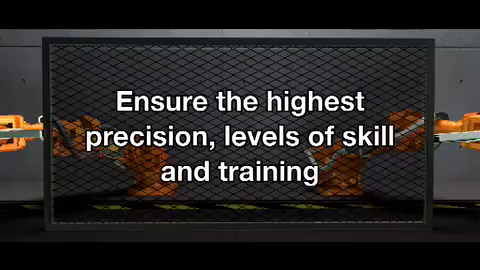 Ensure the highest
precision, levels of skill
and training